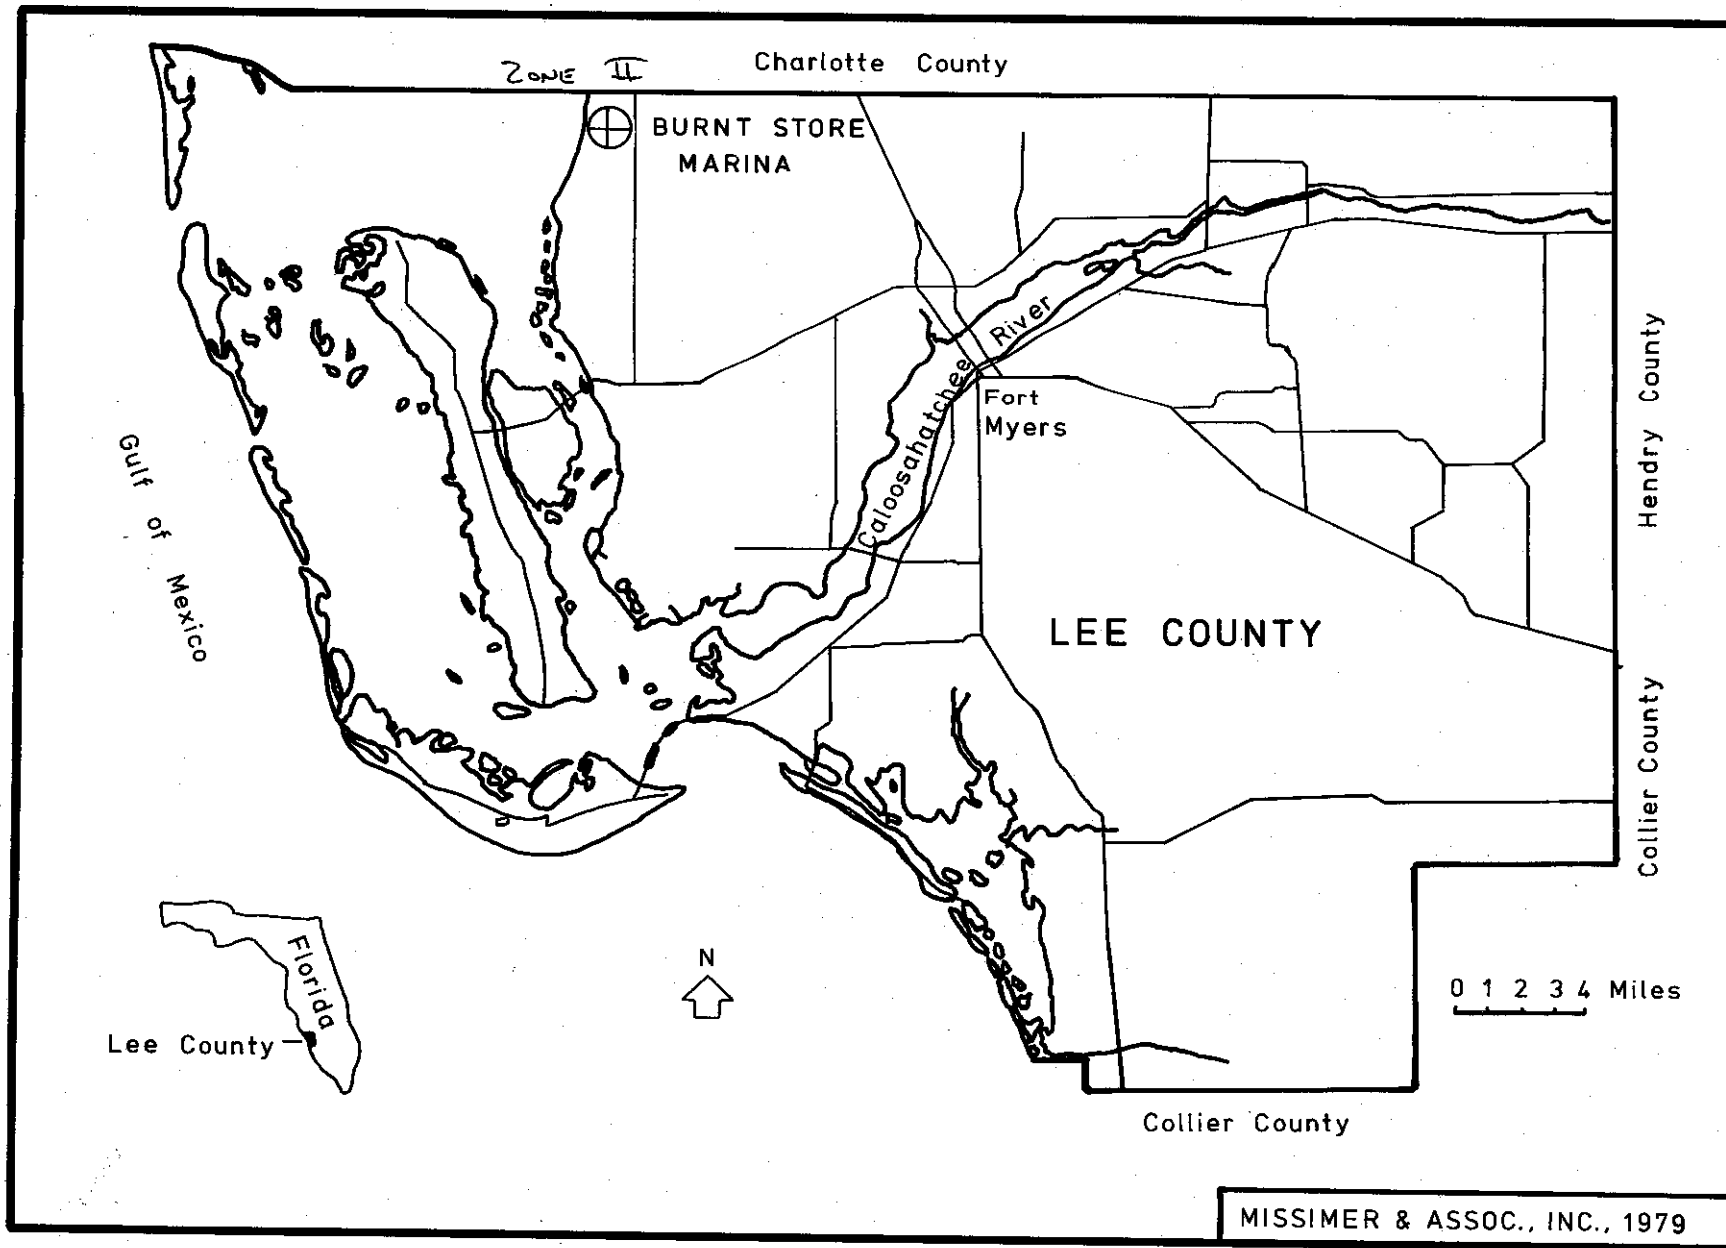 ZONE II
Charlotte County
BURNT STORE
MARINA
River
Caloosahatchee
Fort
Myers
Gulf of Mexico
LEE COUNTY
Hendry County
Collier County
Florida
Lee County
N
0 1 2 3 4 Miles
Collier County
MISSIMER & ASSOC., INC., 1979